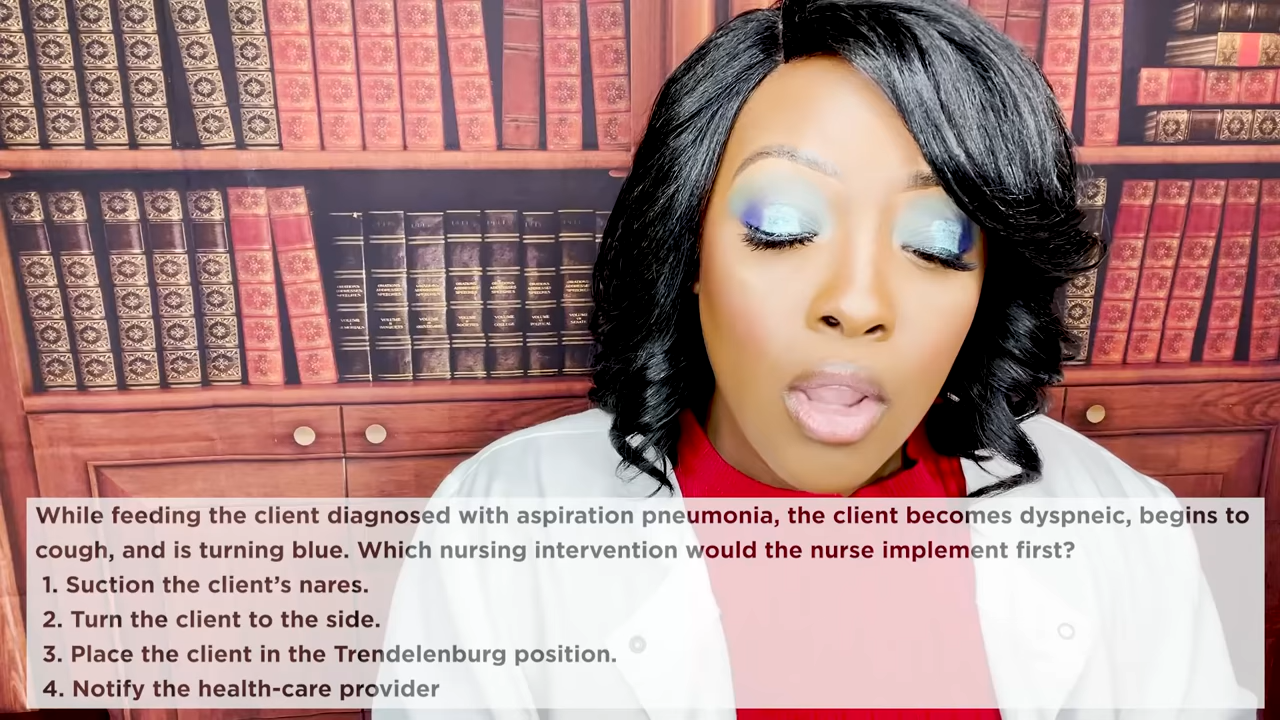 While feeding the client diagnosed with aspiration pneumonia, the client becomes dyspneic, begins to
cough, and is turning blue. Which nursing intervention would the nurse implement first?
1. Suction the client's nares.
2. Turn the client to the side.
3. Place the client in the Trendelenburg position.
4. Notify the health-care provider